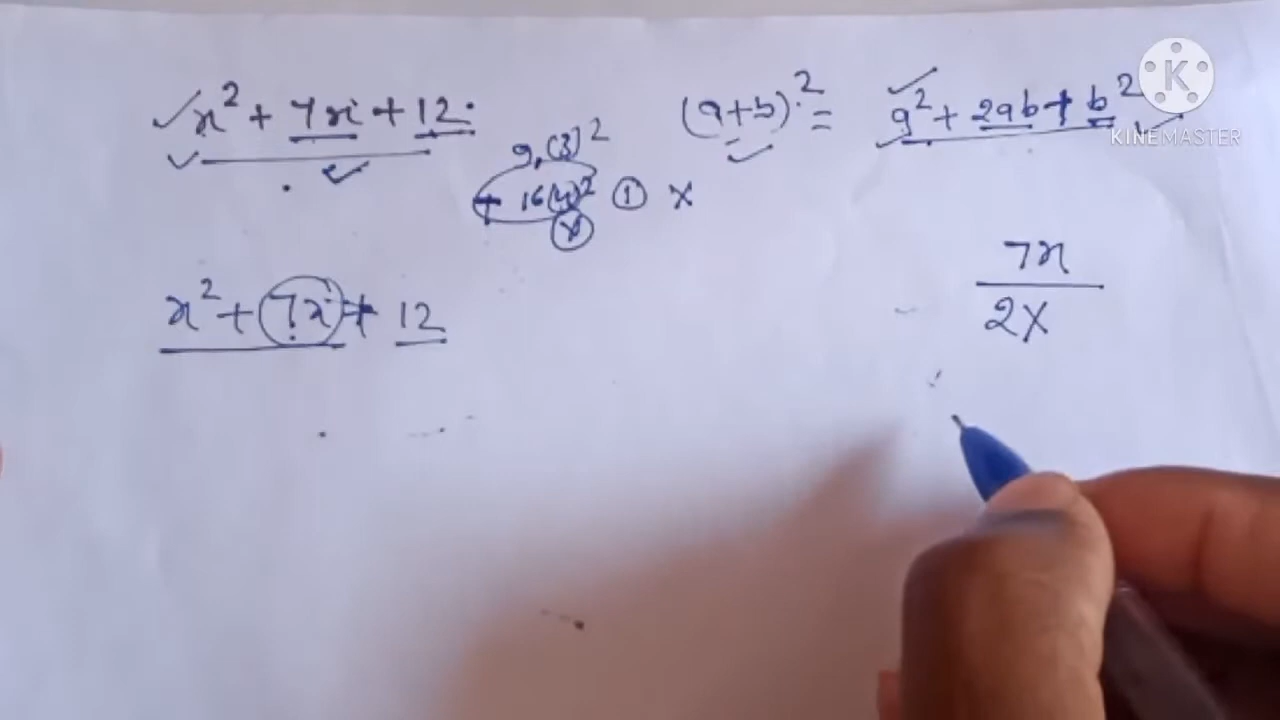 x² + 7x + 12.
(a+b)² = a² + 2ab + b²
9,(3)²
16(4)² ① x
x² + 7x + 12
7x
2x
K
KINEMASTER